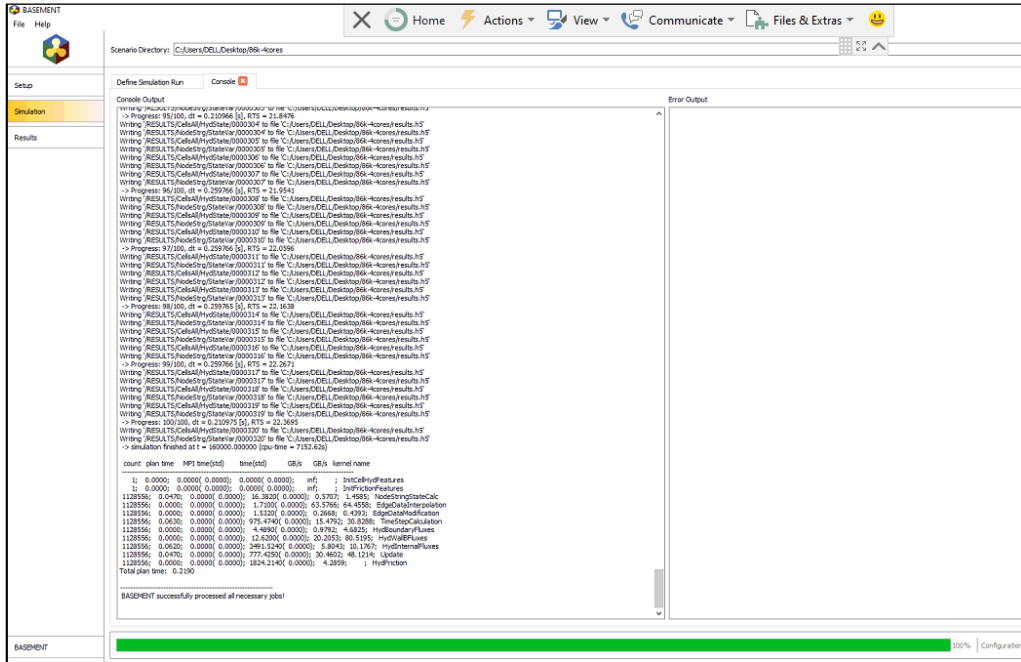 BASEMENT
File Help
Home Actions View Communicate Files & Extras
Scenario Directory: C:/Users/DELL/Desktop/86k-4cores
Setup
Simulation
Results
Define Simulation Run Console
Console Output
Error Output
Writing '/RESULTS/NodeStrg/StateVar/0000303' to file 'C:/Users/DELL/Desktop/86k-4cores/results.h5'
-> Progress: 95/100, dt = 0.210966 [s], RTS = 21.8476
Writing '/RESULTS/CellsAll/HydState/0000304' to file 'C:/Users/DELL/Desktop/86k-4cores/results.h5'
Writing '/RESULTS/NodeStrg/StateVar/0000304' to file 'C:/Users/DELL/Desktop/86k-4cores/results.h5'
Writing '/RESULTS/CellsAll/HydState/0000305' to file 'C:/Users/DELL/Desktop/86k-4cores/results.h5'
Writing '/RESULTS/NodeStrg/StateVar/0000305' to file 'C:/Users/DELL/Desktop/86k-4cores/results.h5'
Writing '/RESULTS/CellsAll/HydState/0000306' to file 'C:/Users/DELL/Desktop/86k-4cores/results.h5'
Writing '/RESULTS/NodeStrg/StateVar/0000306' to file 'C:/Users/DELL/Desktop/86k-4cores/results.h5'
Writing '/RESULTS/CellsAll/HydState/0000307' to file 'C:/Users/DELL/Desktop/86k-4cores/results.h5'
Writing '/RESULTS/NodeStrg/StateVar/0000307' to file 'C:/Users/DELL/Desktop/86k-4cores/results.h5'
-> Progress: 96/100, dt = 0.259766 [s], RTS = 21.9541
Writing '/RESULTS/CellsAll/HydState/0000308' to file 'C:/Users/DELL/Desktop/86k-4cores/results.h5'
Writing '/RESULTS/NodeStrg/StateVar/0000308' to file 'C:/Users/DELL/Desktop/86k-4cores/results.h5'
Writing '/RESULTS/CellsAll/HydState/0000309' to file 'C:/Users/DELL/Desktop/86k-4cores/results.h5'
Writing '/RESULTS/NodeStrg/StateVar/0000309' to file 'C:/Users/DELL/Desktop/86k-4cores/results.h5'
Writing '/RESULTS/CellsAll/HydState/0000310' to file 'C:/Users/DELL/Desktop/86k-4cores/results.h5'
Writing '/RESULTS/NodeStrg/StateVar/0000310' to file 'C:/Users/DELL/Desktop/86k-4cores/results.h5'
-> Progress: 97/100, dt = 0.259766 [s], RTS = 22.0596
Writing '/RESULTS/CellsAll/HydState/0000311' to file 'C:/Users/DELL/Desktop/86k-4cores/results.h5'
Writing '/RESULTS/NodeStrg/StateVar/0000311' to file 'C:/Users/DELL/Desktop/86k-4cores/results.h5'
Writing '/RESULTS/CellsAll/HydState/0000312' to file 'C:/Users/DELL/Desktop/86k-4cores/results.h5'
Writing '/RESULTS/NodeStrg/StateVar/0000312' to file 'C:/Users/DELL/Desktop/86k-4cores/results.h5'
Writing '/RESULTS/CellsAll/HydState/0000313' to file 'C:/Users/DELL/Desktop/86k-4cores/results.h5'
Writing '/RESULTS/NodeStrg/StateVar/0000313' to file 'C:/Users/DELL/Desktop/86k-4cores/results.h5'
-> Progress: 98/100, dt = 0.259765 [s], RTS = 22.1638
Writing '/RESULTS/CellsAll/HydState/0000314' to file 'C:/Users/DELL/Desktop/86k-4cores/results.h5'
Writing '/RESULTS/NodeStrg/StateVar/0000314' to file 'C:/Users/DELL/Desktop/86k-4cores/results.h5'
Writing '/RESULTS/CellsAll/HydState/0000315' to file 'C:/Users/DELL/Desktop/86k-4cores/results.h5'
Writing '/RESULTS/NodeStrg/StateVar/0000315' to file 'C:/Users/DELL/Desktop/86k-4cores/results.h5'
Writing '/RESULTS/CellsAll/HydState/0000316' to file 'C:/Users/DELL/Desktop/86k-4cores/results.h5'
Writing '/RESULTS/NodeStrg/StateVar/0000316' to file 'C:/Users/DELL/Desktop/86k-4cores/results.h5'
-> Progress: 99/100, dt = 0.259766 [s], RTS = 22.2671
Writing '/RESULTS/CellsAll/HydState/0000317' to file 'C:/Users/DELL/Desktop/86k-4cores/results.h5'
Writing '/RESULTS/NodeStrg/StateVar/0000317' to file 'C:/Users/DELL/Desktop/86k-4cores/results.h5'
Writing '/RESULTS/CellsAll/HydState/0000318' to file 'C:/Users/DELL/Desktop/86k-4cores/results.h5'
Writing '/RESULTS/NodeStrg/StateVar/0000318' to file 'C:/Users/DELL/Desktop/86k-4cores/results.h5'
Writing '/RESULTS/CellsAll/HydState/0000319' to file 'C:/Users/DELL/Desktop/86k-4cores/results.h5'
Writing '/RESULTS/NodeStrg/StateVar/0000319' to file 'C:/Users/DELL/Desktop/86k-4cores/results.h5'
-> Progress: 100/100, dt = 0.210975 [s], RTS = 22.3695
Writing '/RESULTS/CellsAll/HydState/0000320' to file 'C:/Users/DELL/Desktop/86k-4cores/results.h5'
Writing '/RESULTS/NodeStrg/StateVar/0000320' to file 'C:/Users/DELL/Desktop/86k-4cores/results.h5'
-> simulation finished at t = 160000.000000 (cpu-time = 7152.62s)
count plan time MPI time(std) time(std) GB/s GB/s kernel name
1; 0.0000; 0.0000( 0.0000); 0.0000( 0.0000); inf; ; InitCellHydFeatures
1; 0.0000; 0.0000( 0.0000); 0.0000( 0.0000); inf; ; InitFrictionFeatures
1128556; 0.0470; 0.0000( 0.0000); 16.3820( 0.0000); 0.5707; 1.4585; NodeStringStateCalc
1128556; 0.0000; 0.0000( 0.0000); 1.7100( 0.0000); 63.5766; 64.4558; EdgeDataInterpolation
1128556; 0.0000; 0.0000( 0.0000); 1.5320( 0.0000); 0.2668; 0.4393; EdgeDataModification
1128556; 0.0630; 0.0000( 0.0000); 975.4740( 0.0000); 15.4792; 30.8288; TimeStepCalculation
1128556; 0.0000; 0.0000( 0.0000); 4.4890( 0.0000); 0.9792; 4.6825; HydBoundaryFluxes
1128556; 0.0000; 0.0000( 0.0000); 12.6200( 0.0000); 20.2053; 80.5195; HydWallBFluxes
1128556; 0.0620; 0.0000( 0.0000); 3491.5240( 0.0000); 5.8043; 10.1767; HydInternalFluxes
1128556; 0.0470; 0.0000( 0.0000); 777.4250( 0.0000); 30.4602; 48.1214; Update
1128556; 0.0000; 0.0000( 0.0000); 1824.2140( 0.0000); 4.2859; ; HydFriction
Total plan time: 0.2190
BASEMENT successfully processed all necessary jobs!
BASEMENT
100% Configuration